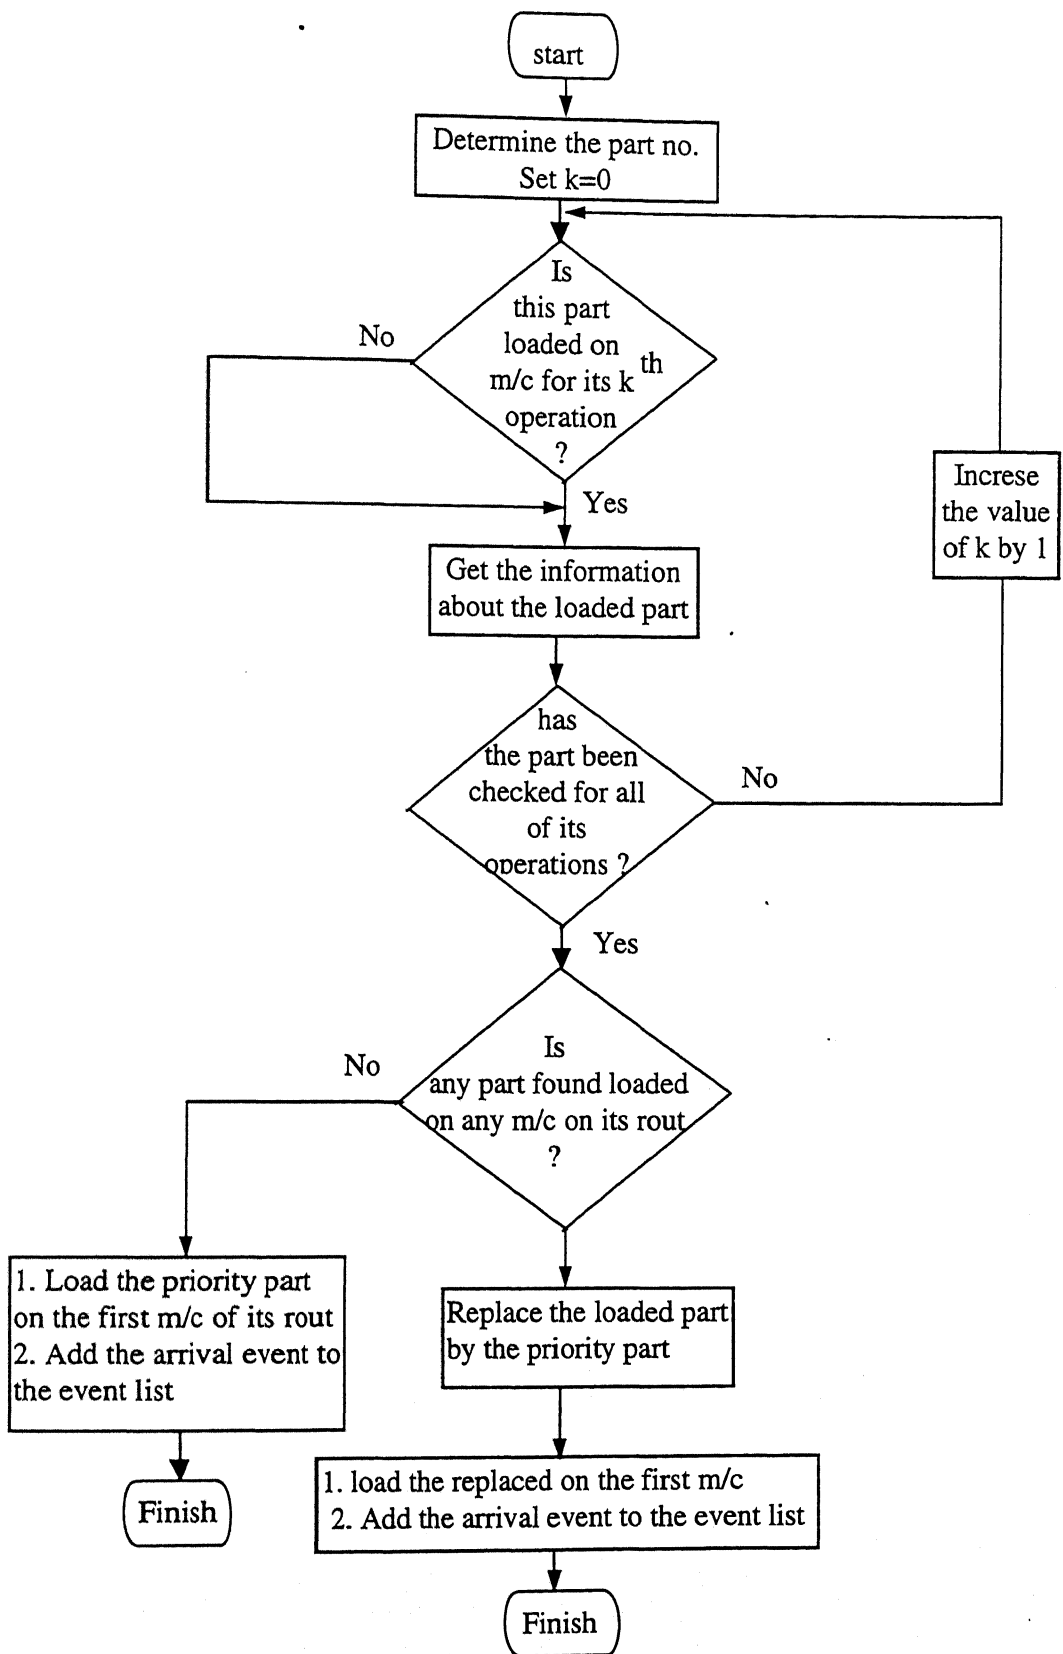 start
Determine the part no.
Set k=0
Is
this part
loaded on
m/c for its k th
operation
?
No
Yes
Increse
the value
of k by 1
Get the information
about the loaded part
has
the part been
checked for all
of its
operations ?
No
Yes
Is
any part found loaded
on any m/c on its rout
?
No
1. Load the priority part
on the first m/c of its rout
2. Add the arrival event to
the event list
Finish
Replace the loaded part
by the priority part
1. load the replaced on the first m/c
2. Add the arrival event to the event list
Finish